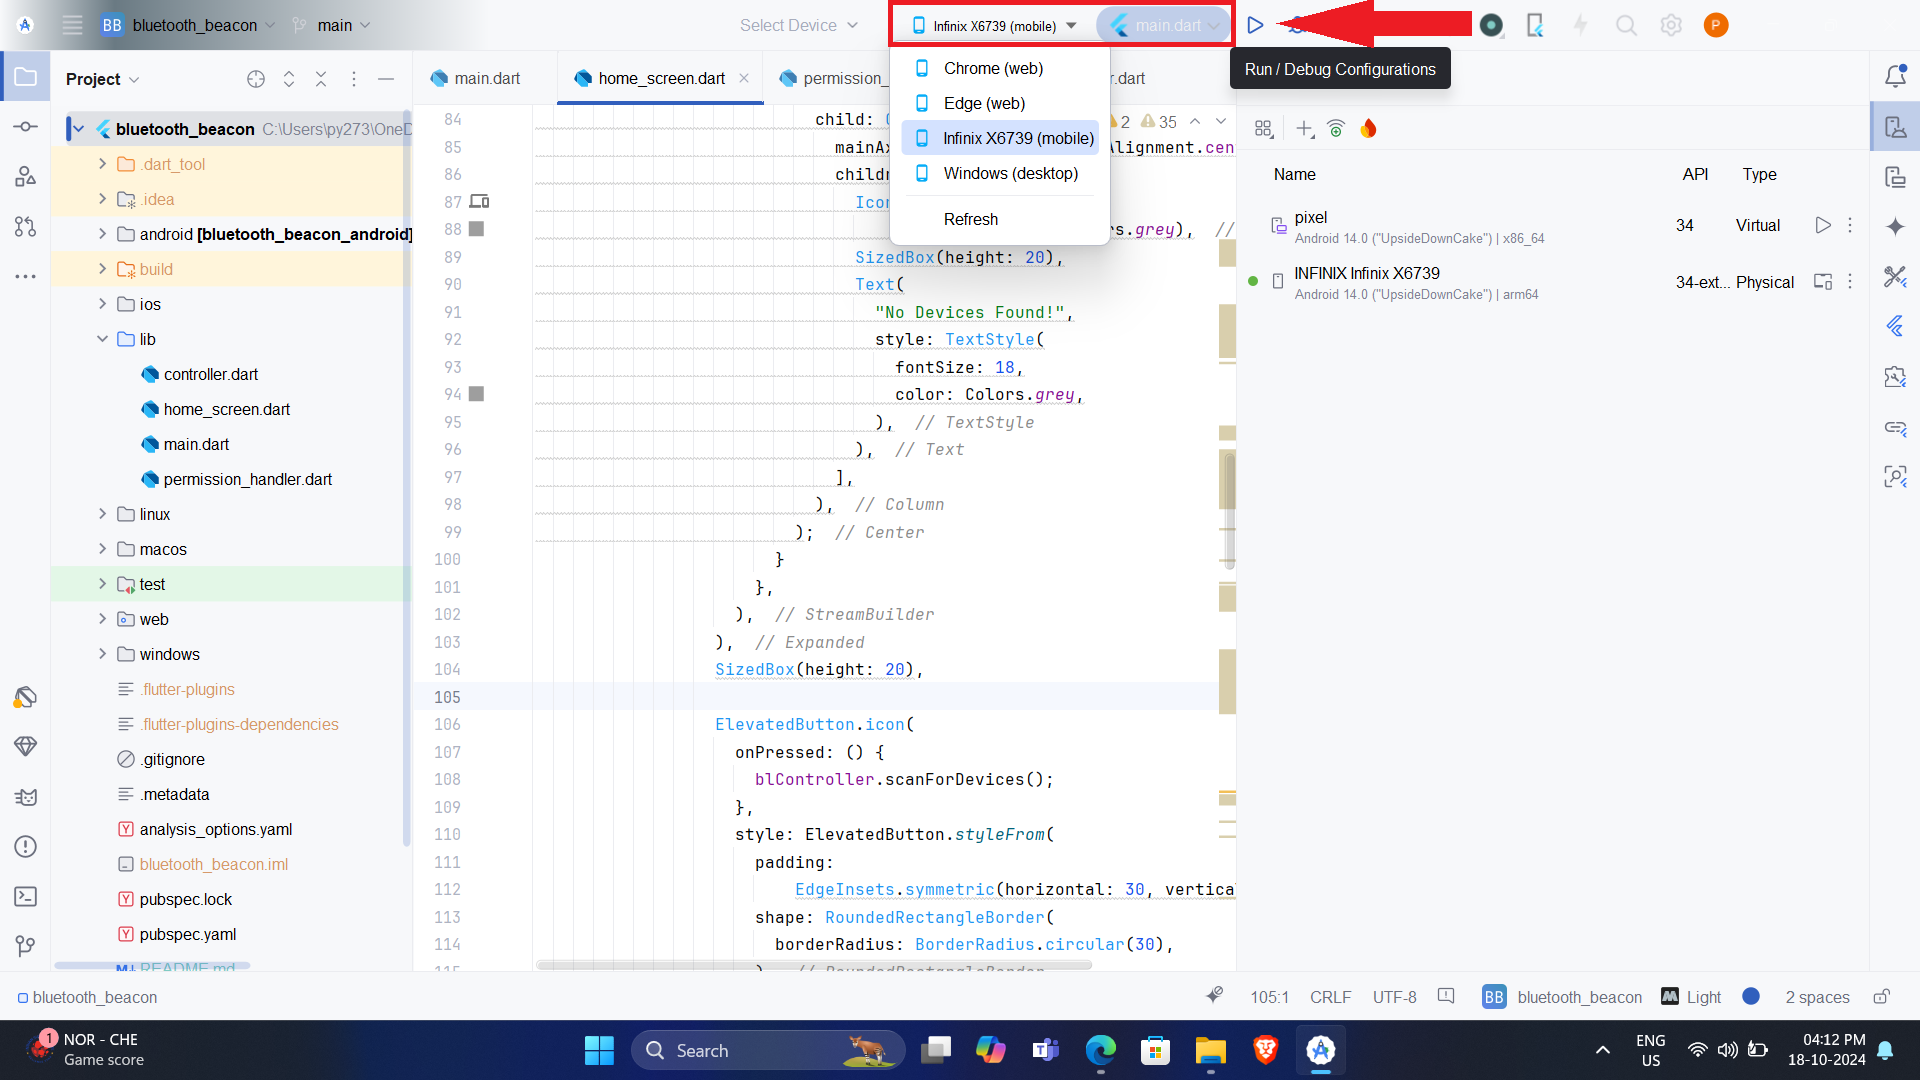 BB bluetooth_beacon main Select Device Infinix X6739 (mobile) main.dart P
Run / Debug Configurations
Project
main.dart home_screen.dart permission_ r.dart
Chrome (web)
Edge (web)
Infinix X6739 (mobile)
Windows (desktop)
Refresh
bluetooth_beacon C:\Users\py273\OneD
.dart_tool
.idea
android [bluetooth_beacon_android]
build
ios
lib
controller.dart
home_screen.dart
main.dart
permission_handler.dart
linux
macos
test
web
windows
.flutter-plugins
.flutter-plugins-dependencies
.gitignore
.metadata
analysis_options.yaml
bluetooth_beacon.iml
pubspec.lock
pubspec.yaml
README.md
2 35
84 child:
85 mainAx lignment.cen
86 childr
87 Icon
88 s.grey), //
89 SizedBox(height: 20),
90 Text(
91 "No Devices Found!",
92 style: TextStyle(
93 fontSize: 18,
94 color: Colors.grey,
95 ), // TextStyle
96 ), // Text
97 ],
98 ), // Column
99 ); // Center
100 }
101 },
102 ), // StreamBuilder
103 ), // Expanded
104 SizedBox(height: 20),
105
106 ElevatedButton.icon(
107 onPressed: () {
108 blController.scanForDevices();
109 },
110 style: ElevatedButton.styleFrom(
111 padding:
112 EdgeInsets.symmetric(horizontal: 30, vertical
113 shape: RoundedRectangleBorder(
114 borderRadius: BorderRadius.circular(30),
115 ), // RoundedRectangleBorder
Name API Type
pixel 34 Virtual
Android 14.0 ("UpsideDownCake") | x86_64
INFINIX Infinix X6739 34-ext... Physical
Android 14.0 ("UpsideDownCake") | arm64
bluetooth_beacon 105:1 CRLF UTF-8 BB bluetooth_beacon Light 2 spaces
1 NOR - CHE
Game score
Search
ENG
US
04:12 PM
18-10-2024